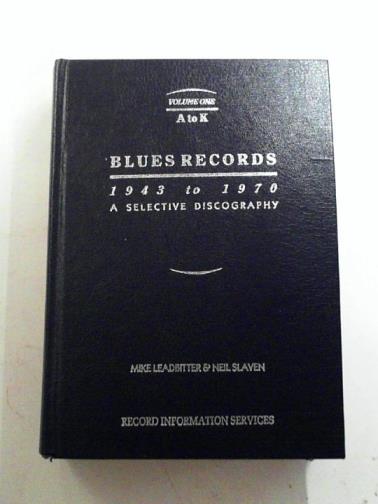 VOLUME ONE
A to K
BLUES RECORDS
1943 to 1970
A SELECTIVE DISCOGRAPHY
MIKE LEADBITTER & NEIL SLAVEN
RECORD INFORMATION SERVICES